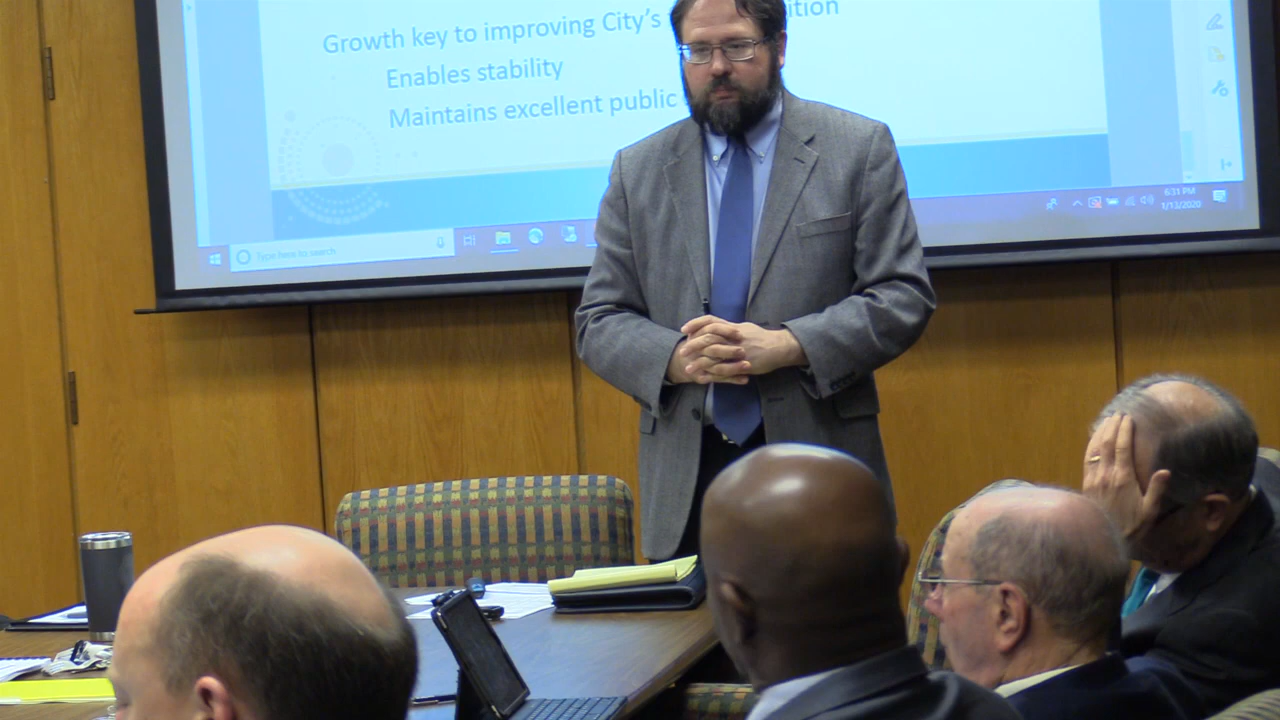 Growth key to improving City's ition
Enables stability
Maintains excellent public
Type here to search
6:31 PM
1/13/2020